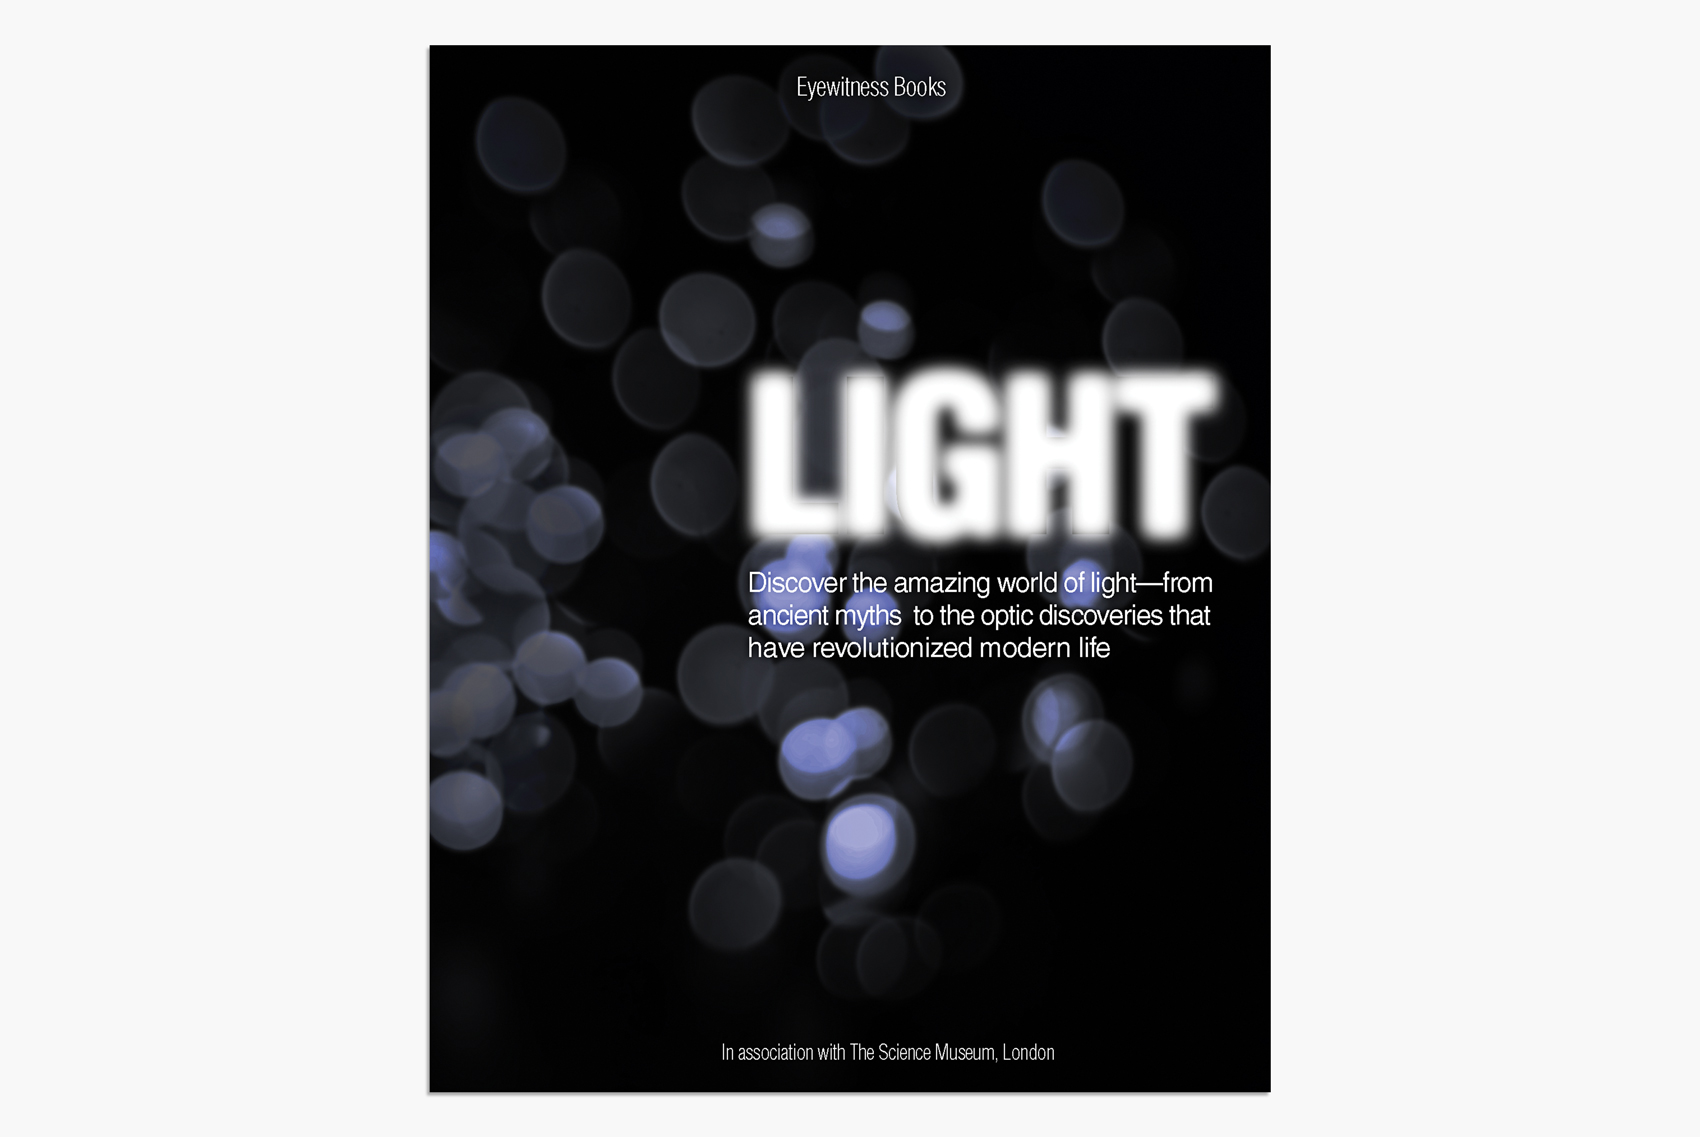 Eyewitness Books
LIGHT
Discover the amazing world of light—from
ancient myths  to the optic discoveries that
have revolutionized modern life
In association with The Science Museum, London